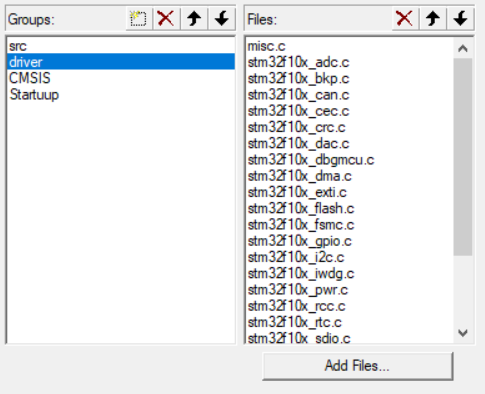 Groups:
Files:
src
driver
CMSIS
Startuup
misc.c
stm32f10x_adc.c
stm32f10x_bkp.c
stm32f10x_can.c
stm32f10x_cec.c
stm32f10x_crc.c
stm32f10x_dac.c
stm32f10x_dbgmcu.c
stm32f10x_dma.c
stm32f10x_exti.c
stm32f10x_flash.c
stm32f10x_fsmc.c
stm32f10x_gpio.c
stm32f10x_i2c.c
stm32f10x_iwdg.c
stm32f10x_pwr.c
stm32f10x_rcc.c
stm32f10x_rtc.c
stm32f10x_sdio.c
Add Files...